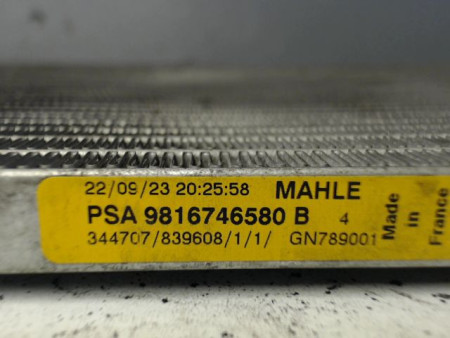 22/09/23 20:25:58 MAHLE
PSA 9816746580 B 4
344707/839608/1/1/ GN789001
Made
in
France